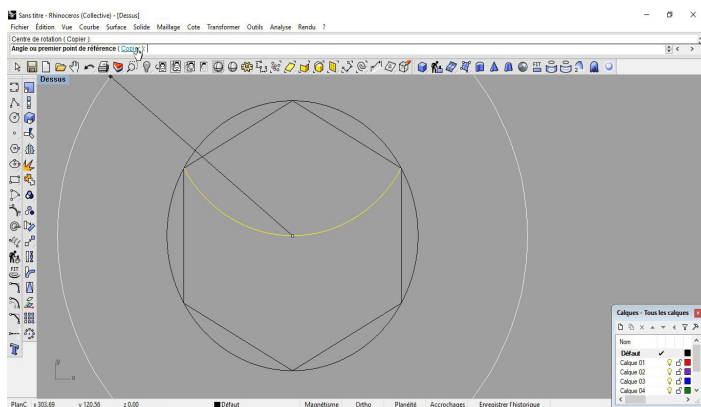 Sans titre - Rhinoceros (Collective) - [Dessus]
Fichier Édition Vue Courbe Surface Solide Maillage Cote Transformer Outils Analyse Rendu ?
Centre de rotation ( Copier ):
Angle ou premier point de référence ( Copier ):
Dessus
y
x
Calques - Tous les calques
Nom
Défaut
Calque 01
Calque 02
Calque 03
Calque 04
PlanC x 303.69 y 120.56 z 0.00 Défaut Magnétisme Ortho Planéité Accrochages Enregistrer l'historique